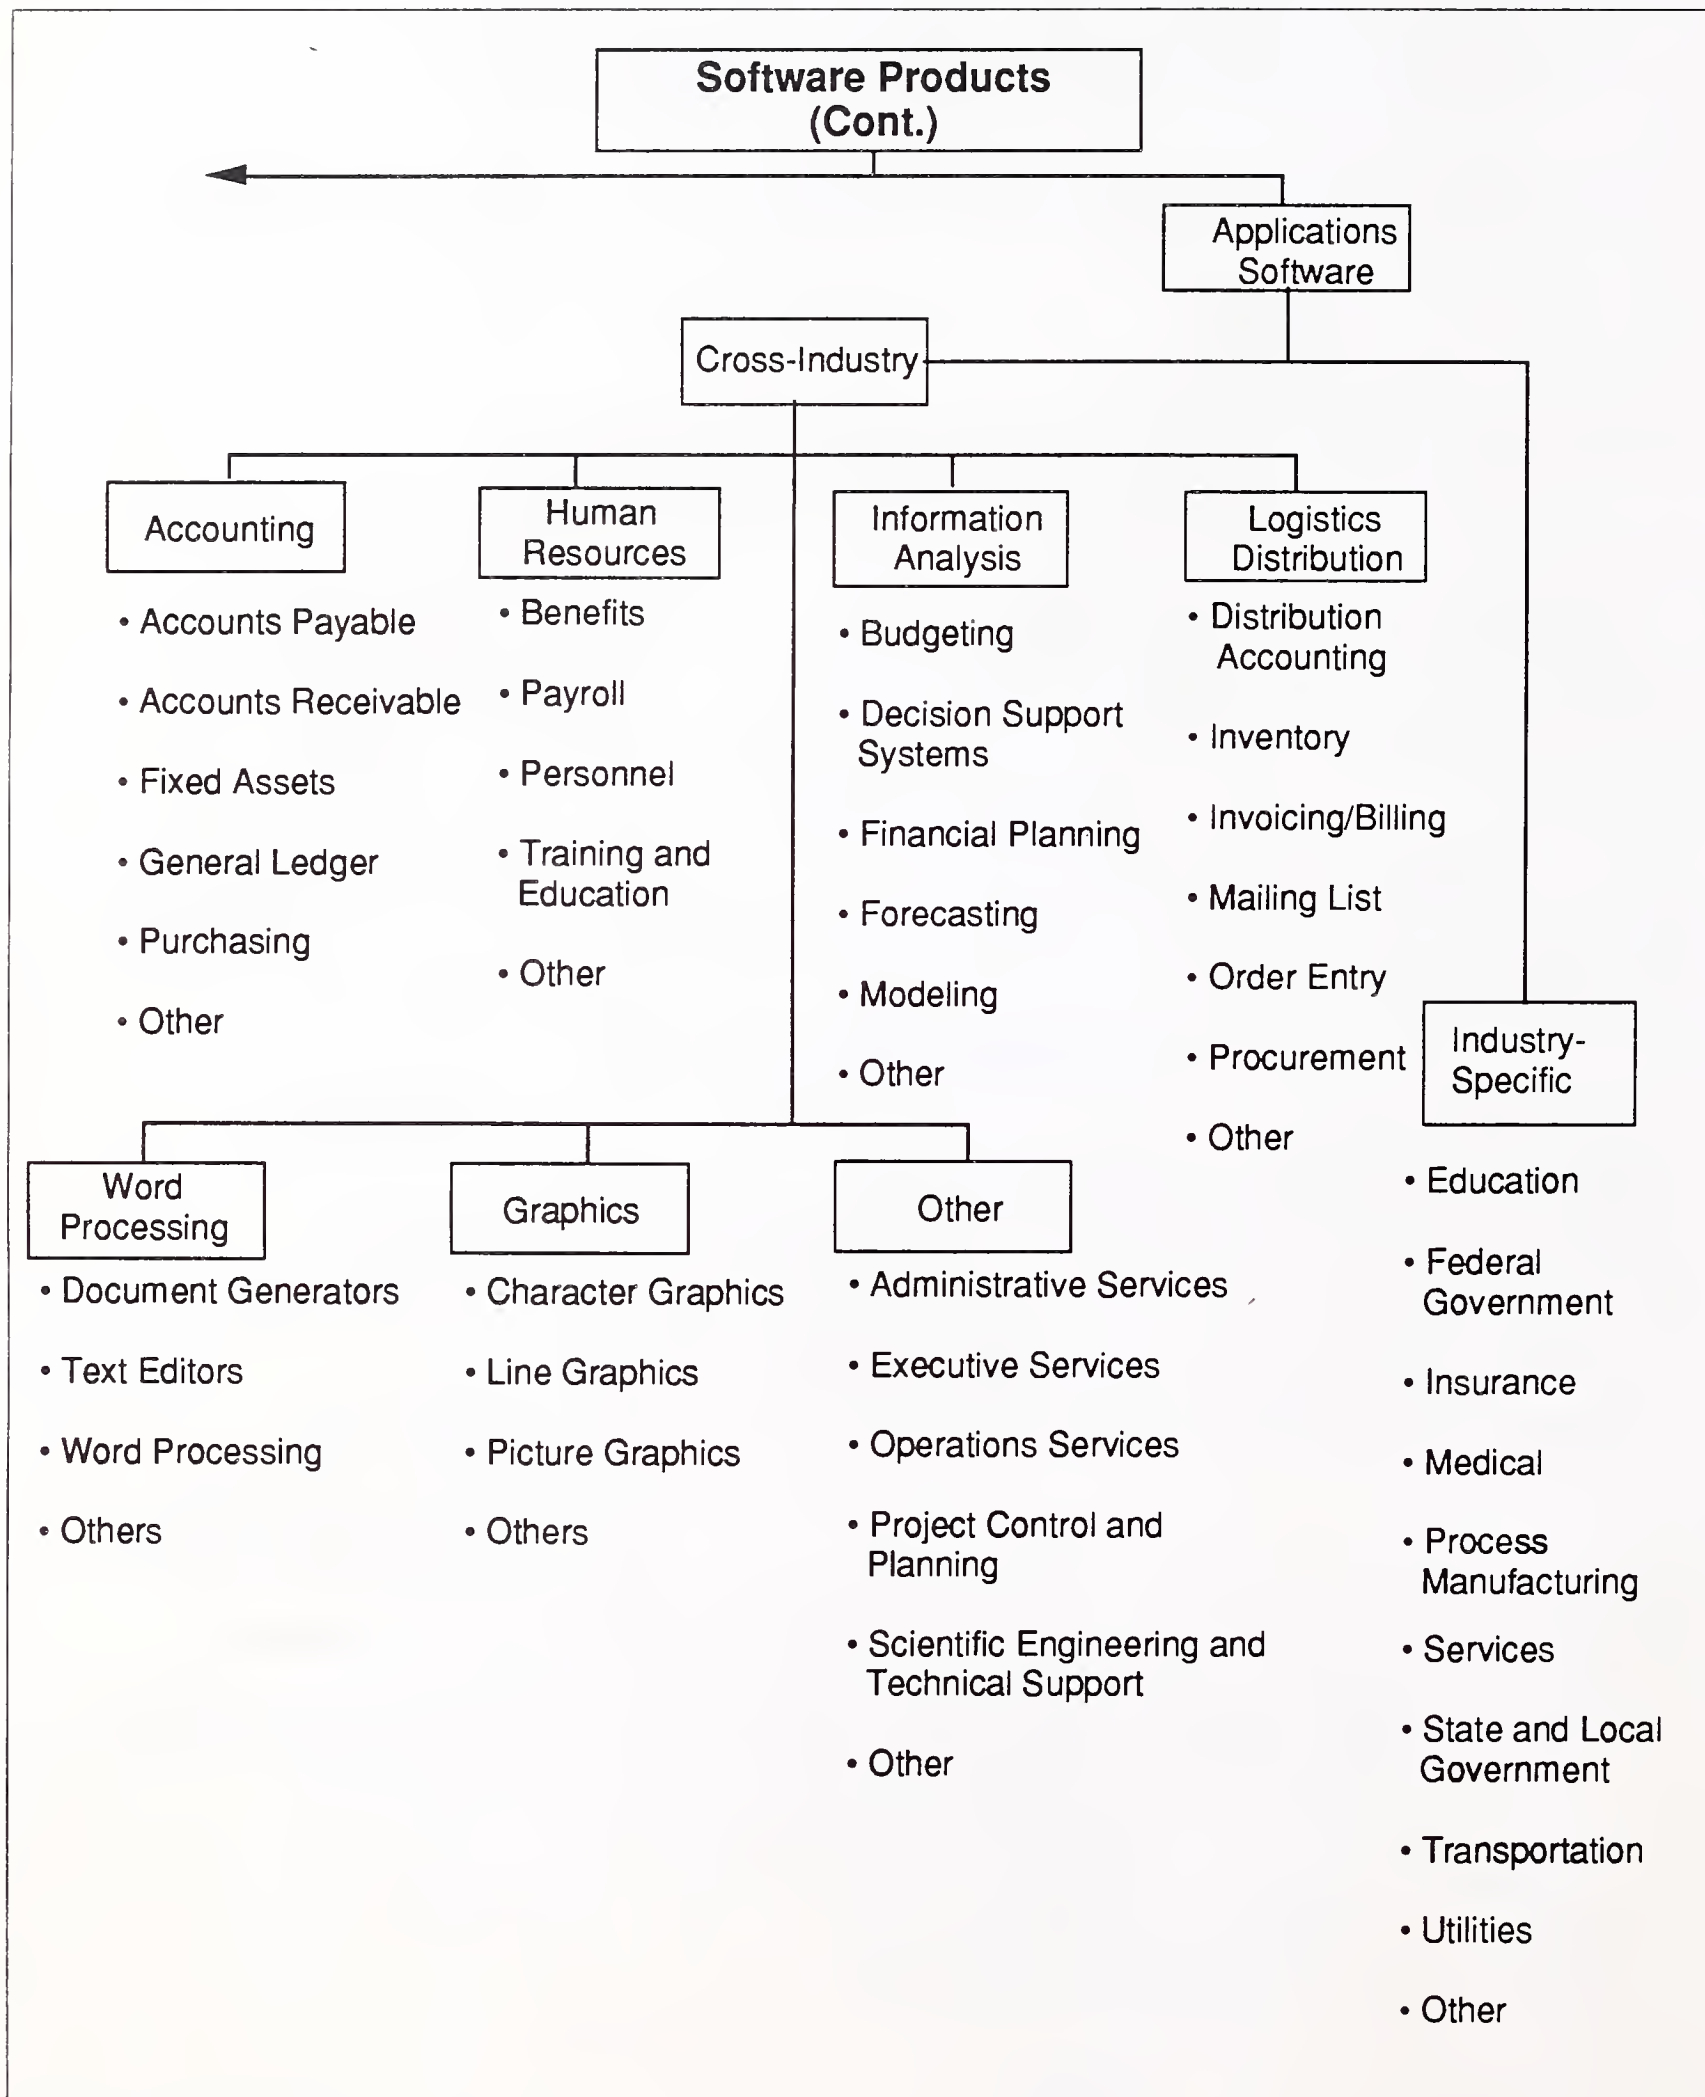 Software Products
(Cont.)
Applications
Software
Cross-Industry
Accounting
• Accounts Payable
• Accounts Receivable
• Fixed Assets
• General Ledger
• Purchasing
• Other
Human
Resources
• Benefits
• Payroll
• Personnel
• Training and
Education
• Other
Information
Analysis
• Budgeting
• Decision Support
Systems
• Financial Planning
• Forecasting
• Modeling
• Other
Logistics
Distribution
• Distribution
Accounting
• Inventory
• Invoicing/Billing
• Mailing List
• Order Entry
• Procurement
• Other
Industry-
Specific
• Education
• Federal
Government
• Insurance
• Medical
• Process
Manufacturing
• Services
• State and Local
Government
• Transportation
• Utilities
• Other
Word
Processing
• Document Generators
• Text Editors
• Word Processing
• Others
Graphics
• Character Graphics
• Line Graphics
• Picture Graphics
• Others
Other
• Administrative Services
• Executive Services
• Operations Services
• Project Control and
Planning
• Scientific Engineering and
Technical Support
• Other